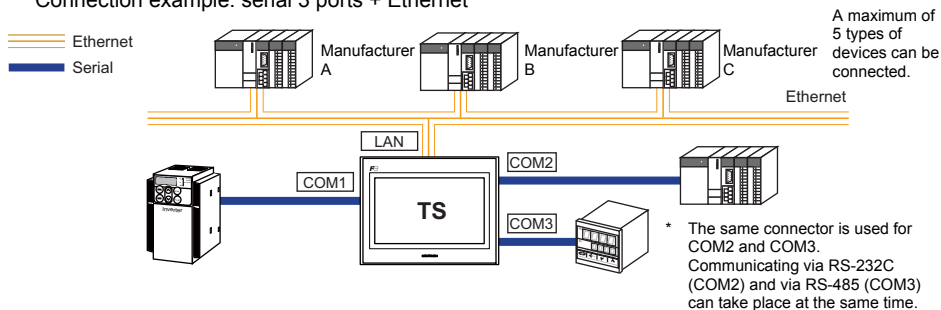 Connection example: serial 3 ports + Ethernet
Ethernet
Serial
Manufacturer
A
Manufacturer
B
Manufacturer
C
A maximum of
5 types of
devices can be
connected.
Ethernet
LAN
COM1
COM2
COM3
Inverter
TS
* The same connector is used for
COM2 and COM3.
Communicating via RS-232C
(COM2) and via RS-485 (COM3)
can take place at the same time.